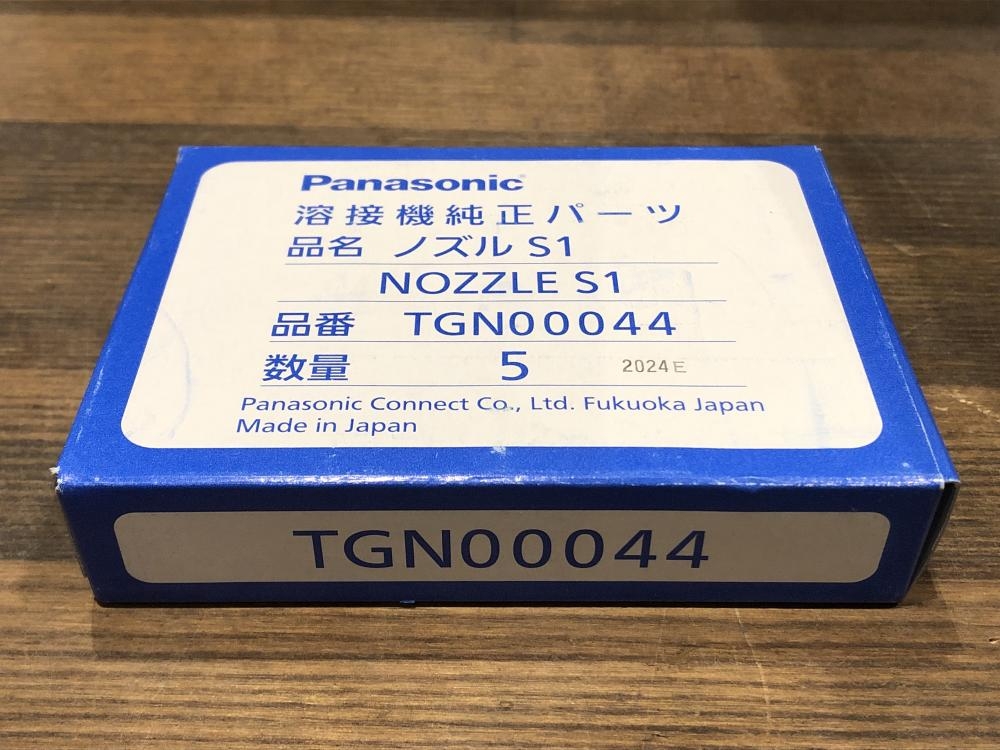 Panasonic
溶接機純正パーツ
品名 ノズル S1
NOZZLE S1
品番 TGN00044
数量 5 2024E
Panasonic Connect Co., Ltd. Fukuoka Japan
Made in Japan
TGN00044